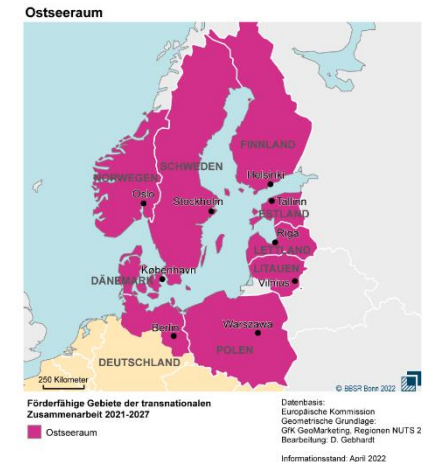 Ostseeraum
FINNLAND
SCHWEDEN
NORWEGEN
Helsinki
Oslo
Stockholm
Tallinn
ESTLAND
Riga
LETTLAND
København
LITAUEN
DÄNEMARK
Vilnius
Berlin
Warszawa
POLEN
DEUTSCHLAND
250 Kilometer
© BBSR Bonn 2022
Förderfähige Gebiete der transnationalen
Zusammenarbeit 2021-2027
Ostseeraum
Datenbasis:
Europäische Kommission
Geometrische Grundlage:
GfK GeoMarketing, Regionen NUTS 2
Bearbeitung: D. Gebhardt
Informationsstand: April 2022